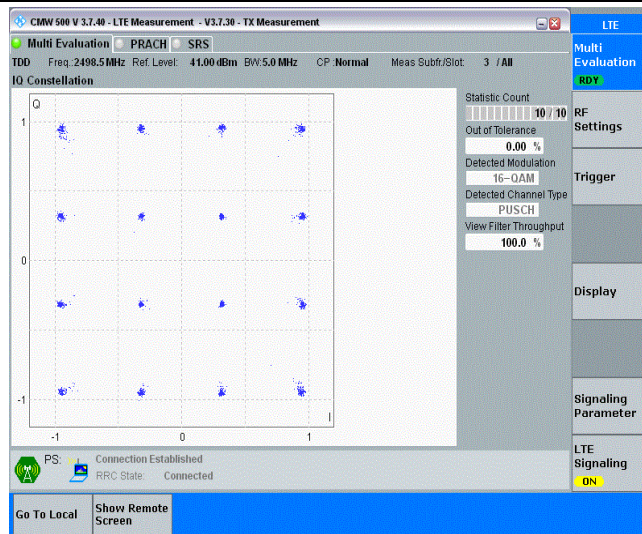 CMW 500 V 3.7.40 - LTE Measurement - V3.7.30 - TX Measurement
LTE
Multi Evaluation PRACH SRS
Multi Evaluation
RDY
TDD Freq.:2498.5 MHz Ref. Level: 41.00 dBm BW:5.0 MHz CP :Normal Meas Subfr./Slot: 3 / All
IQ Constellation
Q
1
0
-1
-1 0 1
I
Statistic Count
10 / 10
Out of Tolerance
0.00 %
Detected Modulation
16-QAM
Detected Channel Type
PUSCH
View Filter Throughput
100.0 %
RF Settings
Trigger
Display
Signaling Parameter
LTE Signaling
ON
PS: Connection Established
RRC State: Connected
Go To Local
Show Remote Screen